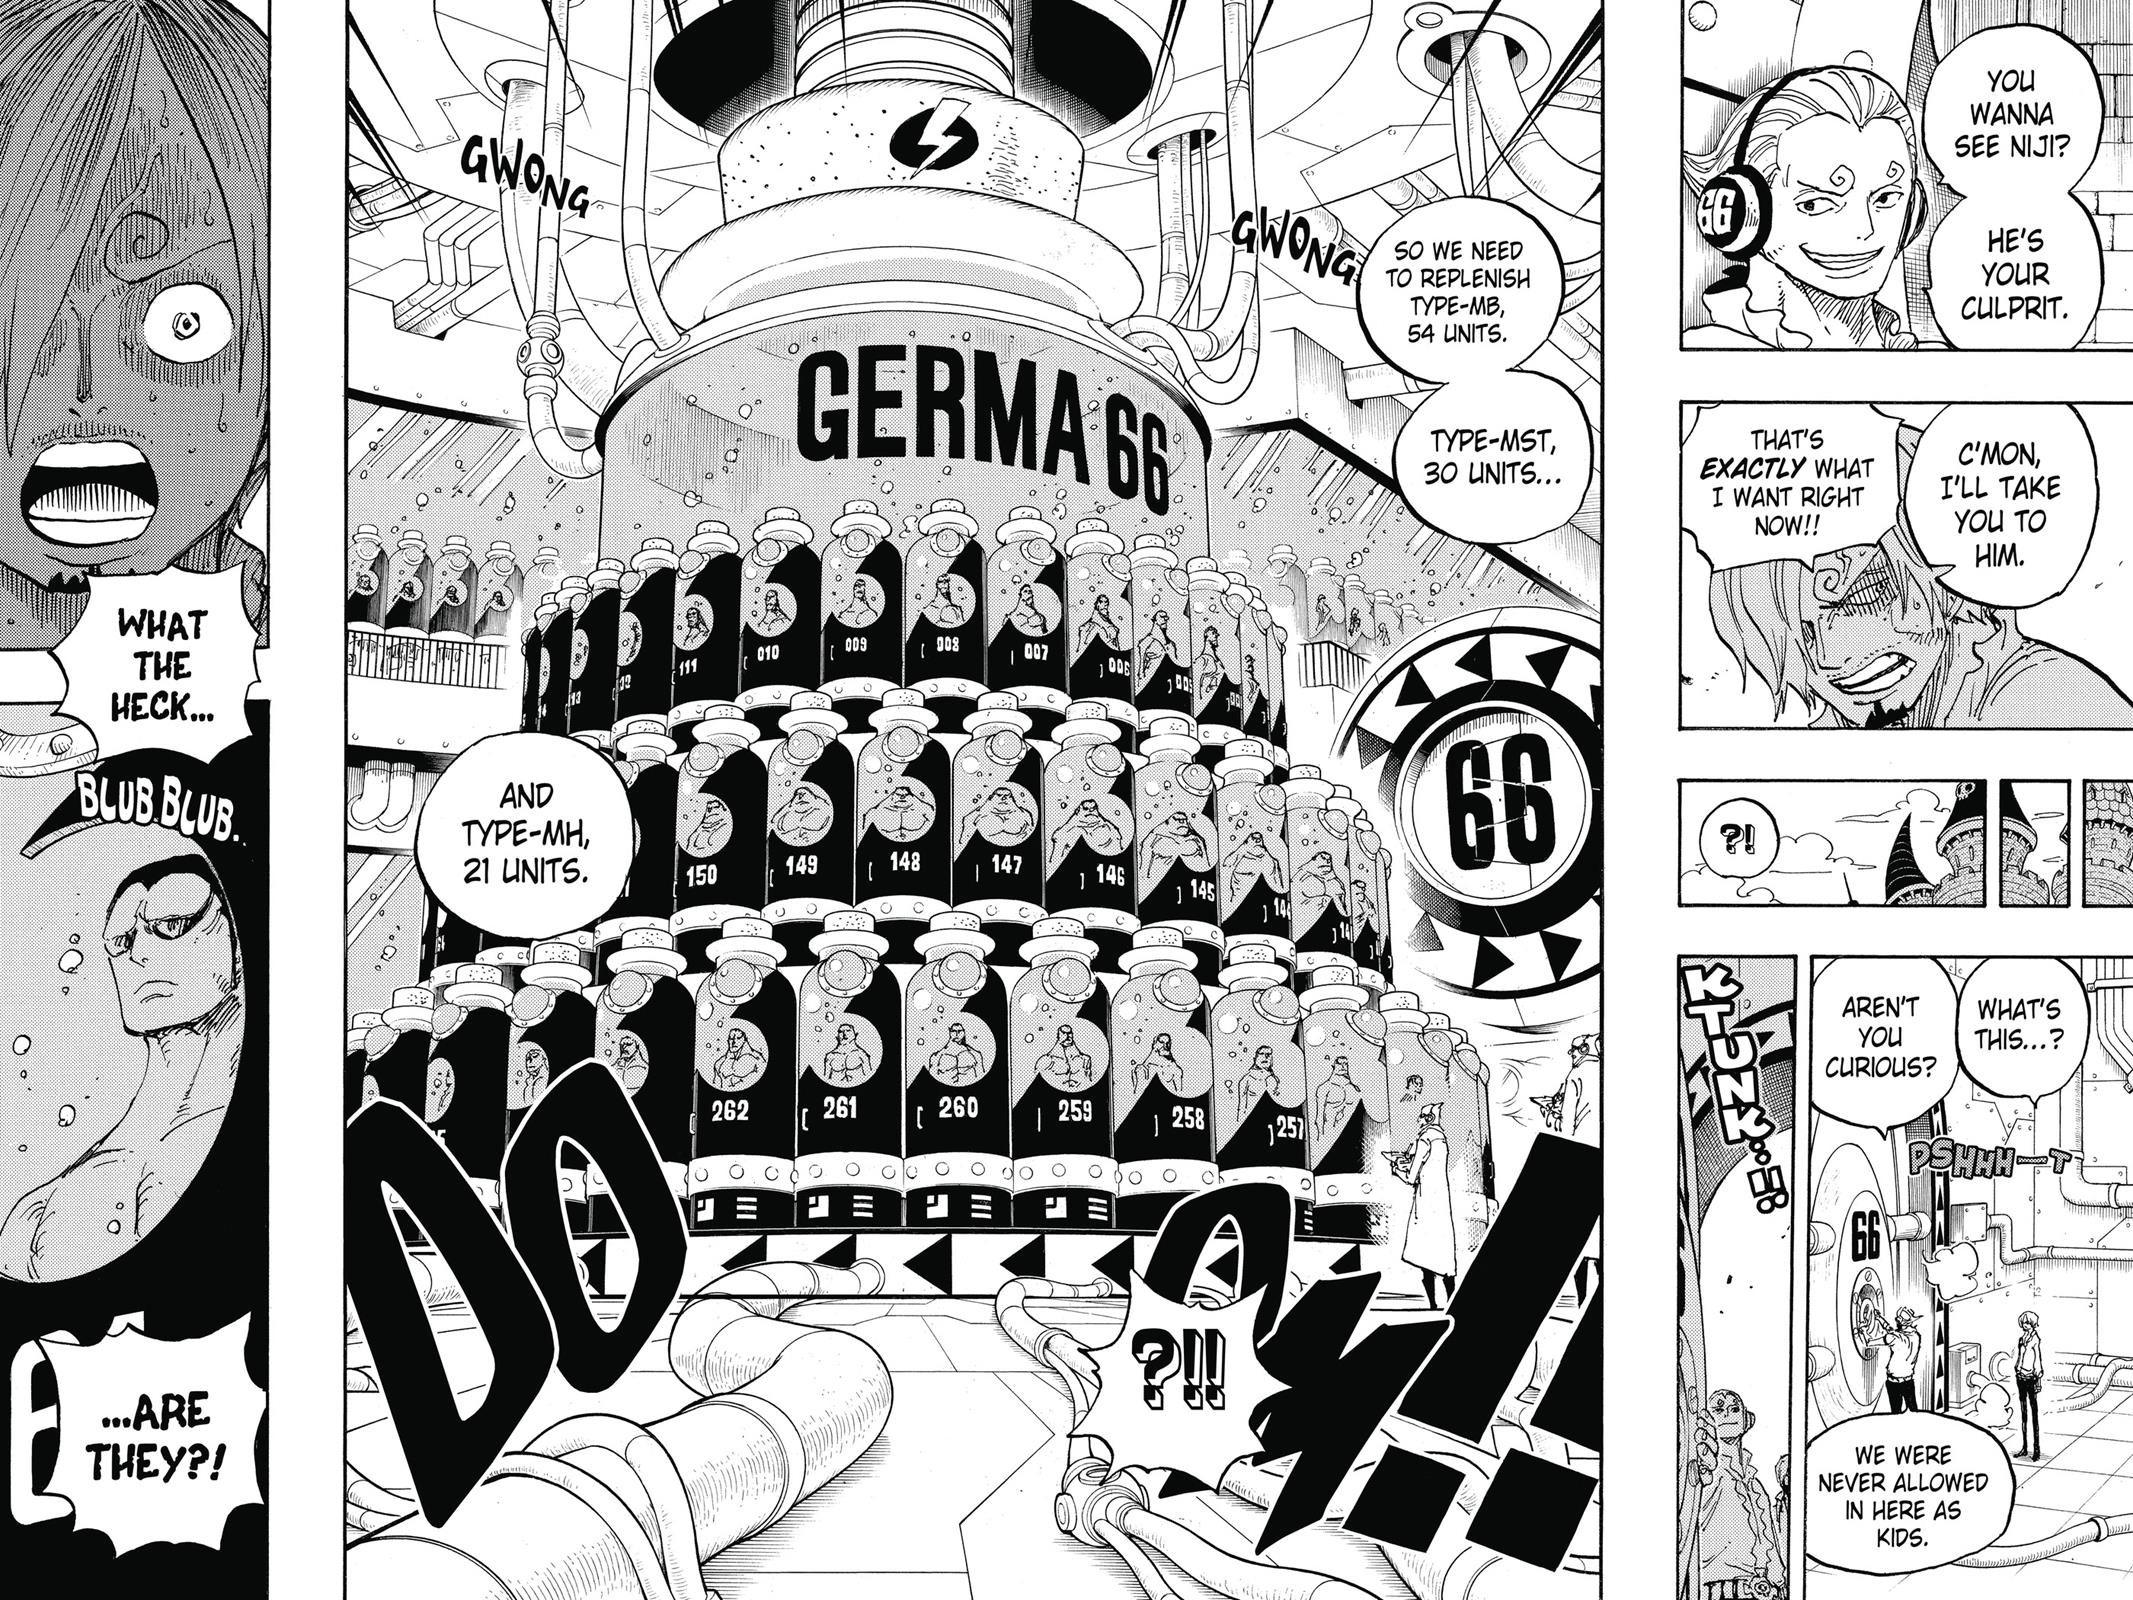 YOU
WANNA
SEE NIJI?
HE'S
YOUR
CULPRIT.
66
C'MON,
I'LL TAKE
YOU TO
HIM.
THAT'S
EXACTLY WHAT
I WANT RIGHT
NOW!!
?!
WHAT'S
THIS...?
AREN'T
YOU
CURIOUS?
PSHHH—T
66
WE WERE
NEVER ALLOWED
IN HERE AS
KIDS.
KTUNK..!!
GWONG
GWONG
SO WE NEED
TO REPLENISH
TYPE-MB,
54 UNITS.
TYPE-MST,
30 UNITS...
GERMA 66
111
010
009
008
007
006
66
AND
TYPE-MH,
21 UNITS.
150
149
148
147
146
145
262
261
260
259
258
257
?!!
DOOM!!
WHAT
THE
HECK...
BLUB. BLUB.
...ARE
THEY?!